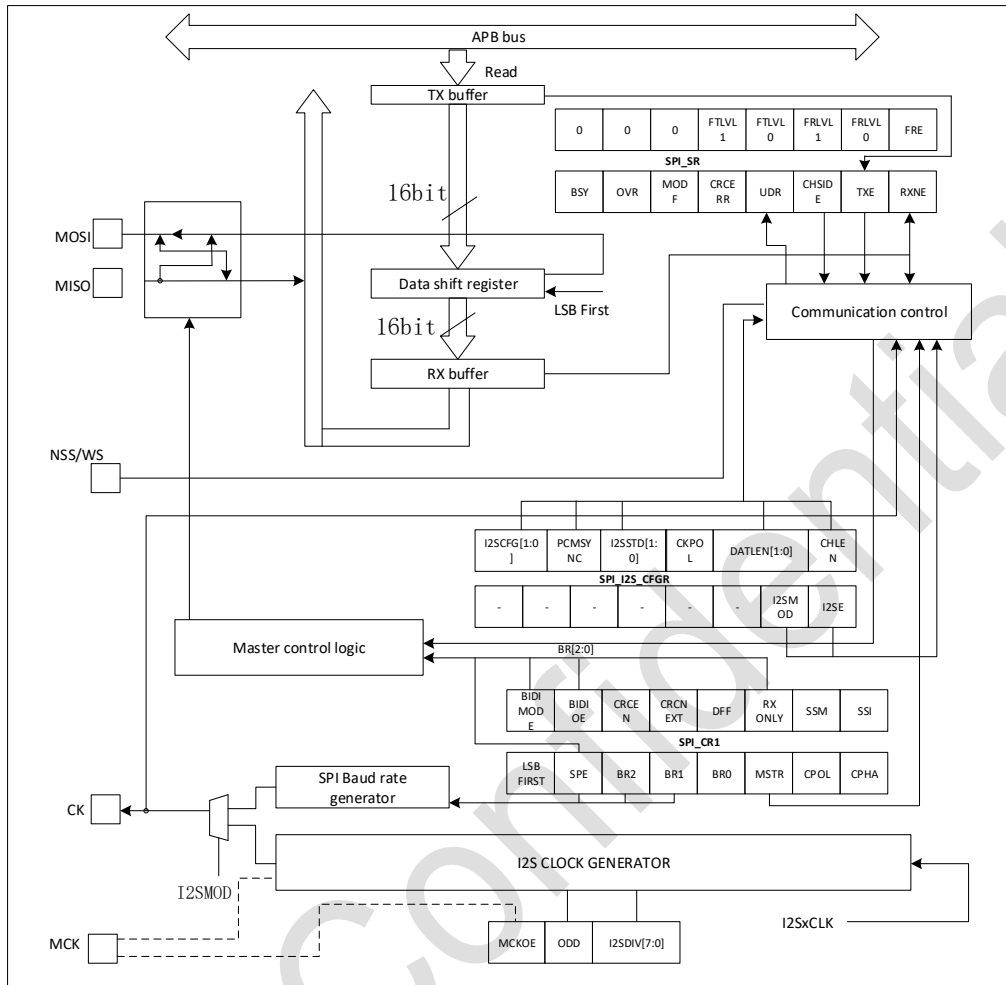 APB bus
Read
TX buffer
0
0
0
FTLVL
1
FTLVL
0
FRLVL
1
FRLVL
0
FRE
SPI_SR
BSY
OVR
MOD
F
CRCE
RR
UDR
CHSID
E
TXE
RXNE
16bit
MOSI
MISO
Data shift register
LSB First
Communication control
16bit
RX buffer
NSS/WS
I2SCFG[1:0
]
PCMSY
NC
I2SSTD[1:
0]
CKPO
L
DATLEN[1:0]
CHLE
N
SPI_I2S_CFGR
-
-
-
-
-
-
I2SM
OD
I2SE
Master control logic
BR[2:0]
BIDI
MOD
E
BIDI
OE
CRCE
N
CRCN
EXT
DFF
RX
ONLY
SSM
SSI
SPI_CR1
LSB
FIRST
SPE
BR2
BR1
BR0
MSTR
CPOL
CPHA
SPI Baud rate
generator
CK
I2S CLOCK GENERATOR
I2SMOD
I2SxCLK
MCK
MCKOE
ODD
I2SDIV[7:0]
Confidential